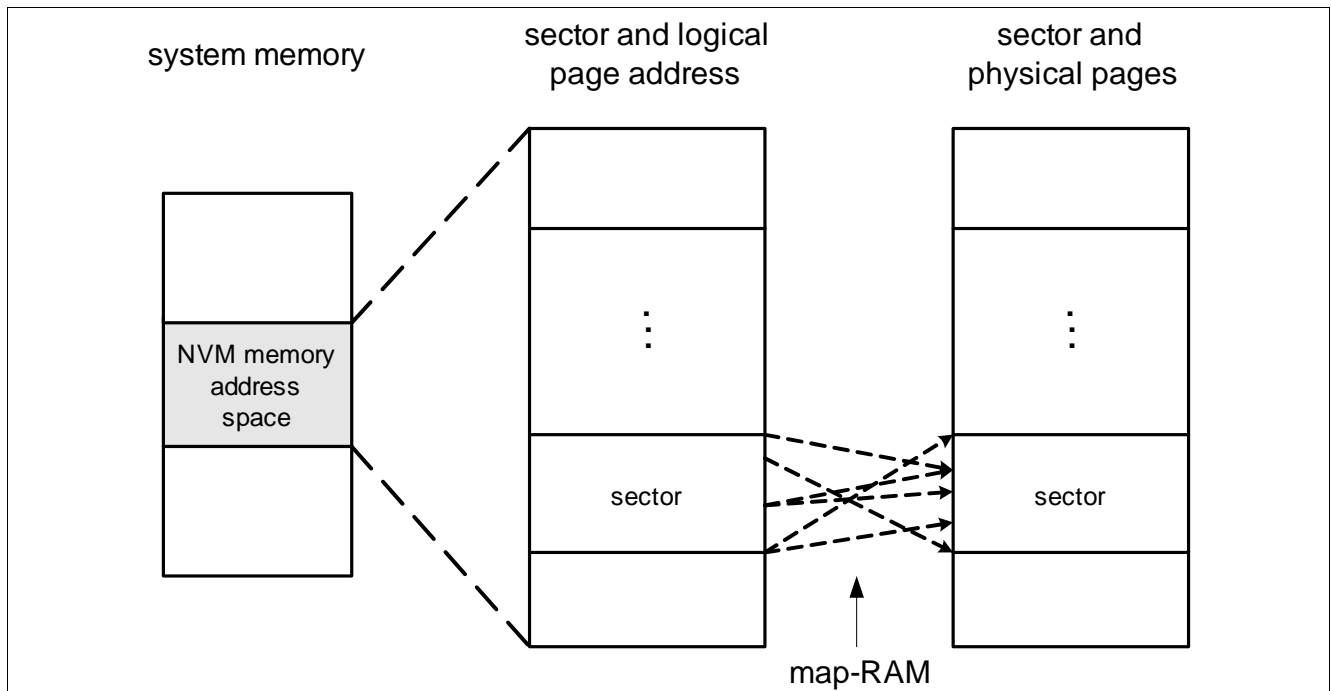 system memory
sector and logical
page address
sector and
physical pages
NVM memory
address
space
sector
sector
map-RAM